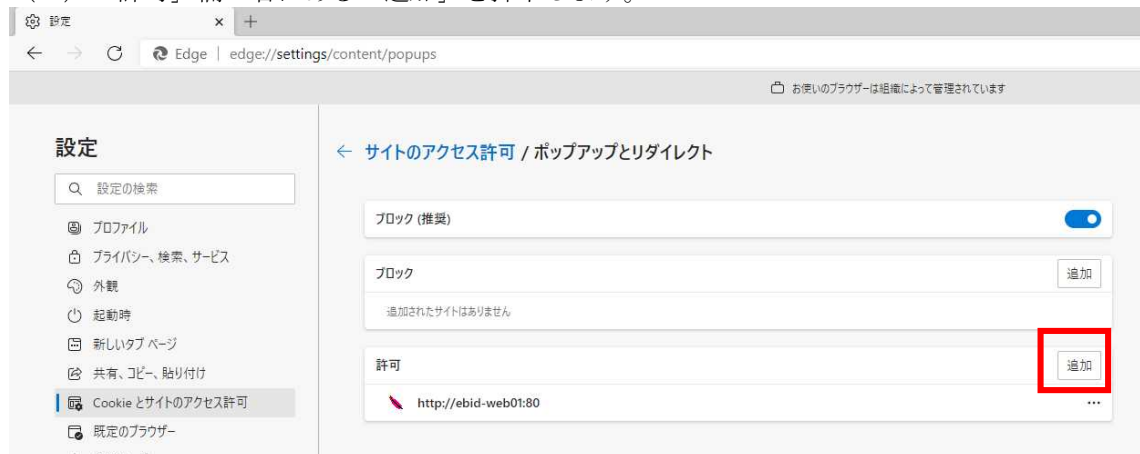 設定
Edge | edge://settings/content/popups
お使いのブラウザーは組織によって管理されています
設定
設定の検索
プロファイル
プライバシー、検索、サービス
外観
起動時
新しいタブ ページ
共有、コピー、貼り付け
Cookie とサイトのアクセス許可
既定のブラウザー
サイトのアクセス許可 / ポップアップとリダイレクト
ブロック (推奨)
ブロック
追加
追加されたサイトはありません
許可
追加
http://ebid-web01:80